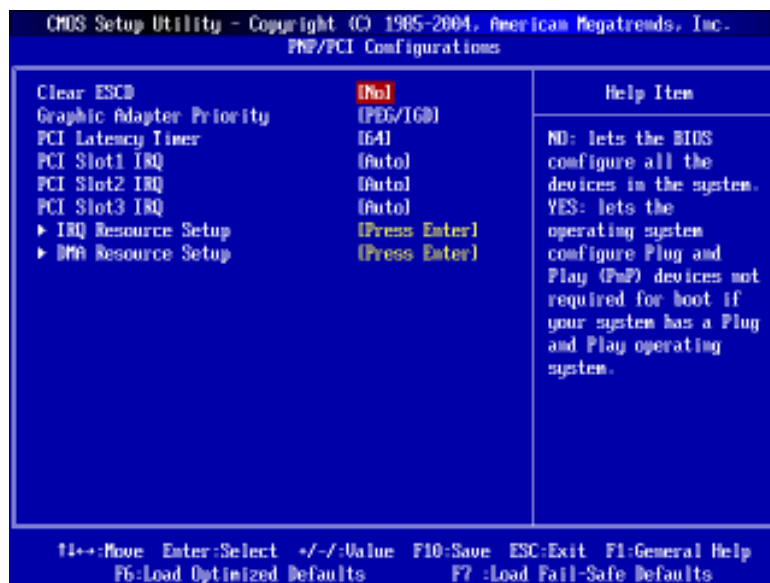 CMOS Setup Utility - Copyright (C) 1985-2004, American Megatrends, Inc.
PNP/PCI Configurations
Clear ESCD [No]
Graphic Adapter Priority [PEG/IGD]
PCI Latency Timer [64]
PCI Slot1 IRQ [Auto]
PCI Slot2 IRQ [Auto]
PCI Slot3 IRQ [Auto]
► IRQ Resource Setup [Press Enter]
► DMA Resource Setup [Press Enter]
Help Item
NO: lets the BIOS
configure all the
devices in the system.
YES: lets the
operating system
configure Plug and
Play (PnP) devices not
required for boot if
your system has a Plug
and Play operating
system.
↑↓↔:Move Enter:Select +/-/:Value F10:Save ESC:Exit F1:General Help
F6:Load Optimized Defaults F7 :Load Fail-Safe Defaults